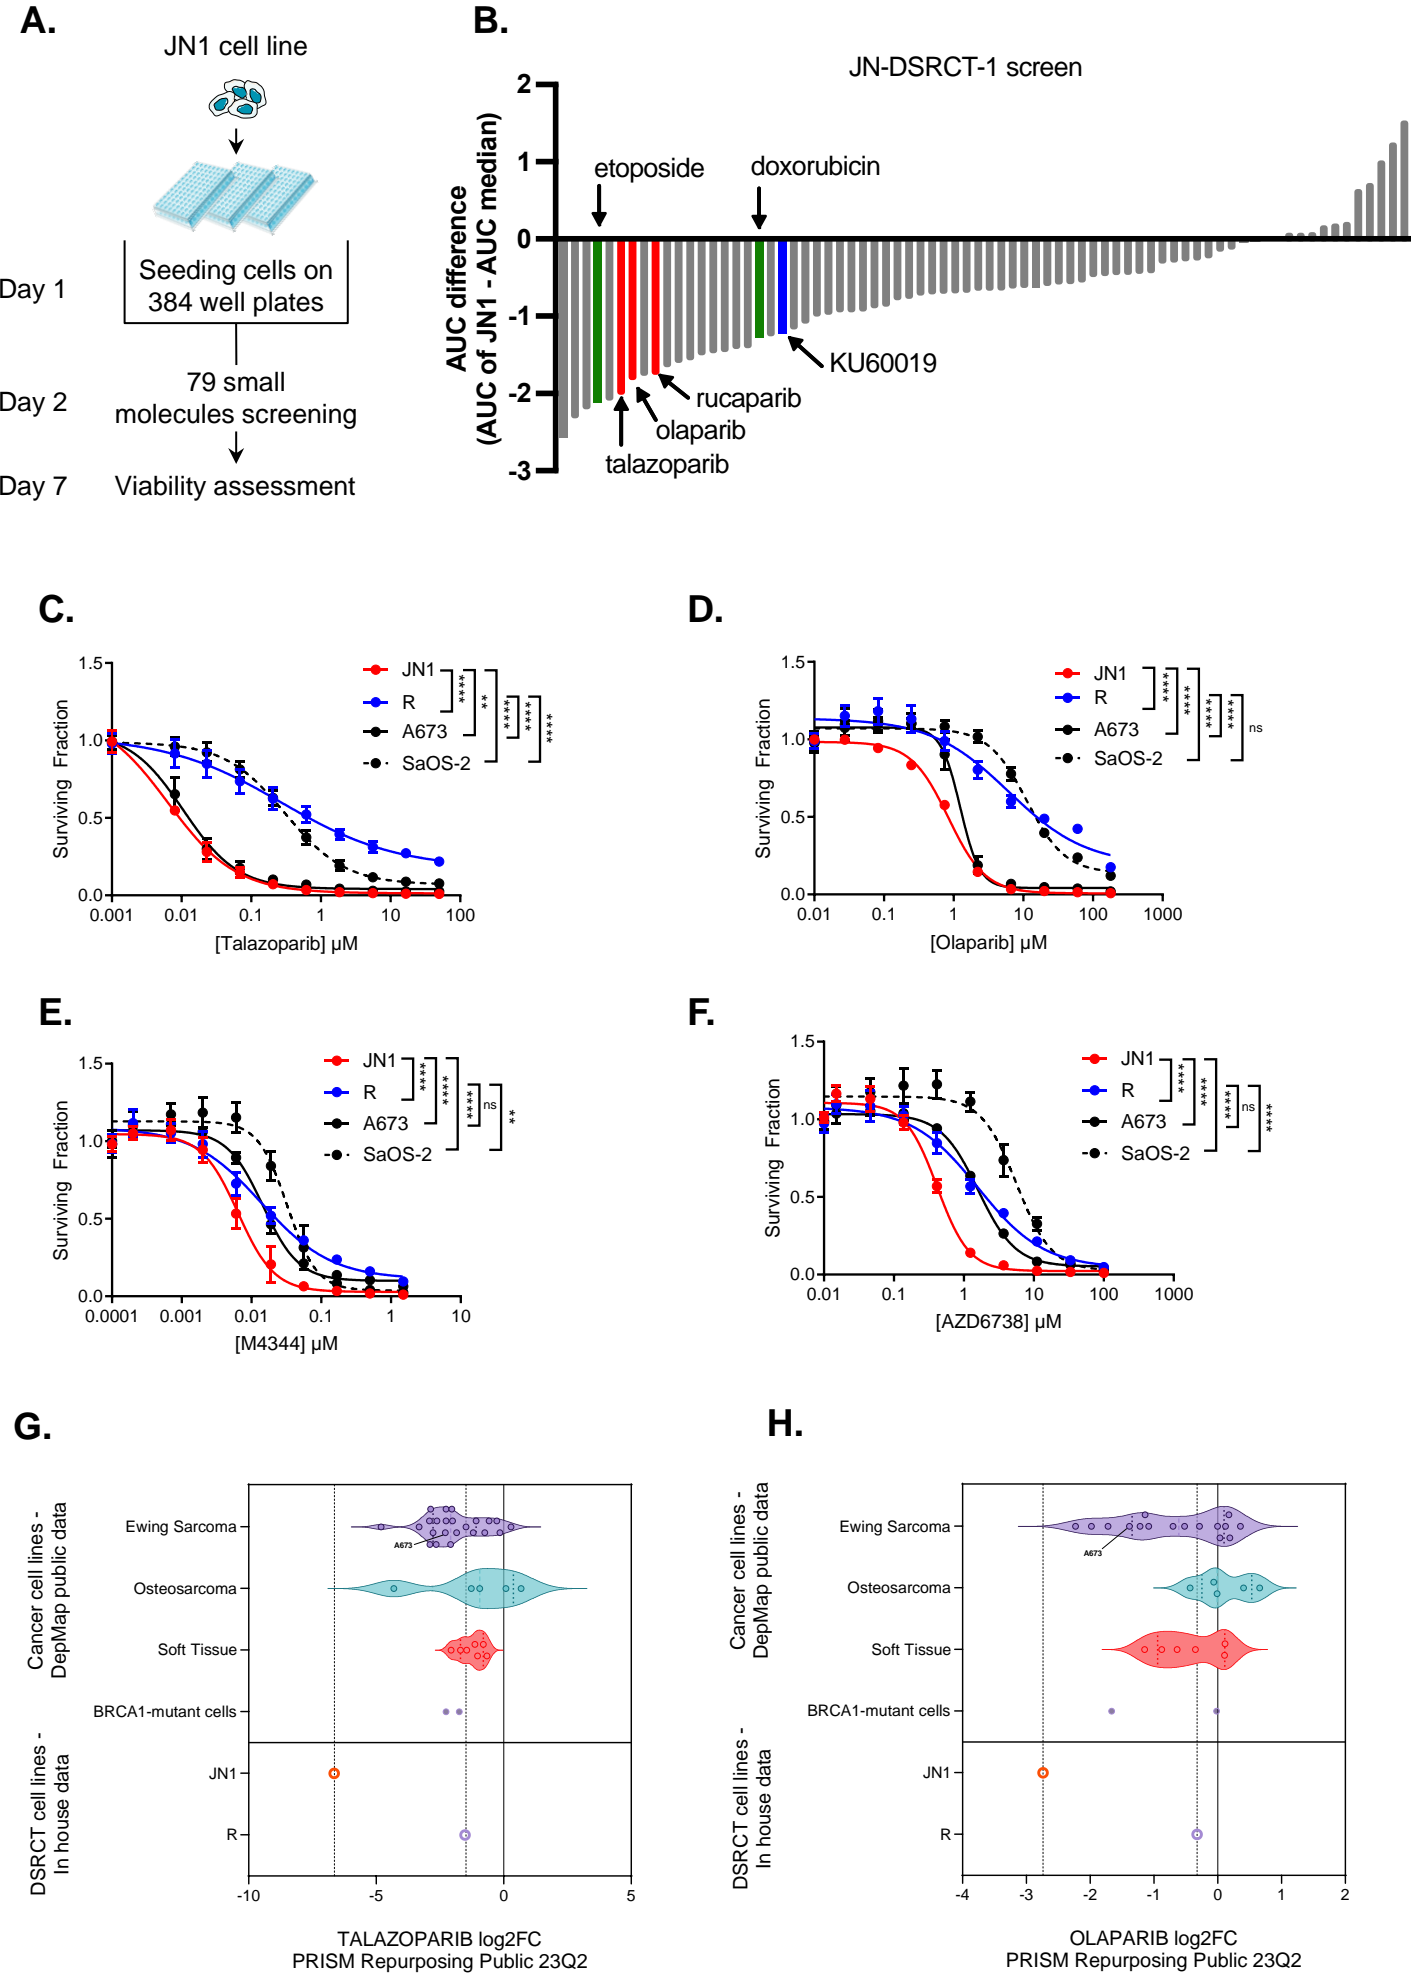 A.
JN1 cell line
Day 1
Seeding cells on
384 well plates
Day 2
79 small
molecules screening
Day 7
Viability assessment
B.
JN-DSRCT-1 screen
AUC difference
(AUC of JN1 - AUC median)
2
1
0
-1
-2
-3
etoposide
doxorubicin
KU60019
rucaparib
olaparib
talazoparib
C.
Surviving Fraction
1.5
1.0
0.5
0.0
0.001 0.01 0.1 1 10 100
[Talazoparib] µM
JN1
R
A673
SaOS-2
****
**
****
****
****
****
D.
Surviving Fraction
1.5
1.0
0.5
0.0
0.01 0.1 1 10 100 1000
[Olaparib] µM
JN1
R
A673
SaOS-2
****
****
****
****
****
ns
E.
Surviving Fraction
1.5
1.0
0.5
0.0
0.0001 0.001 0.01 0.1 1 10
[M4344] µM
JN1
R
A673
SaOS-2
****
****
****
****
ns
**
F.
Surviving Fraction
1.5
1.0
0.5
0.0
0.01 0.1 1 10 100 1000
[AZD6738] µM
JN1
R
A673
SaOS-2
****
****
****
****
ns
****
G.
Cancer cell lines -
DepMap public data
DSRCT cell lines -
In house data
Ewing Sarcoma
A673
Osteosarcoma
Soft Tissue
BRCA1-mutant cells
JN1
R
-10 -5 0 5
TALAZOPARIB log2FC
PRISM Repurposing Public 23Q2
H.
Cancer cell lines -
DepMap public data
DSRCT cell lines -
In house data
Ewing Sarcoma
A673
Osteosarcoma
Soft Tissue
BRCA1-mutant cells
JN1
R
-4 -3 -2 -1 0 1 2
OLAPARIB log2FC
PRISM Repurposing Public 23Q2